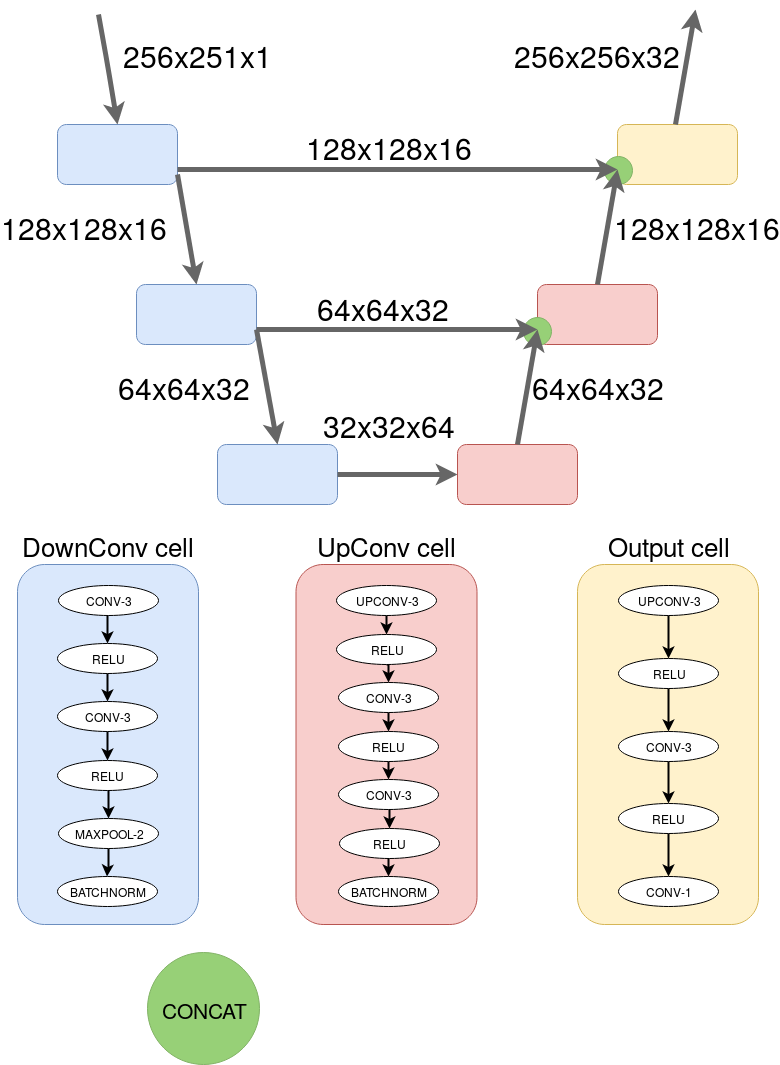 256x251x1
256x256x32
128x128x16
128x128x16
128x128x16
64x64x32
64x64x32
64x64x32
32x32x64
DownConv cell
CONV-3
RELU
CONV-3
RELU
MAXPOOL-2
BATCHNORM
UpConv cell
UPCONV-3
RELU
CONV-3
RELU
CONV-3
RELU
BATCHNORM
Output cell
UPCONV-3
RELU
CONV-3
RELU
CONV-1
CONCAT